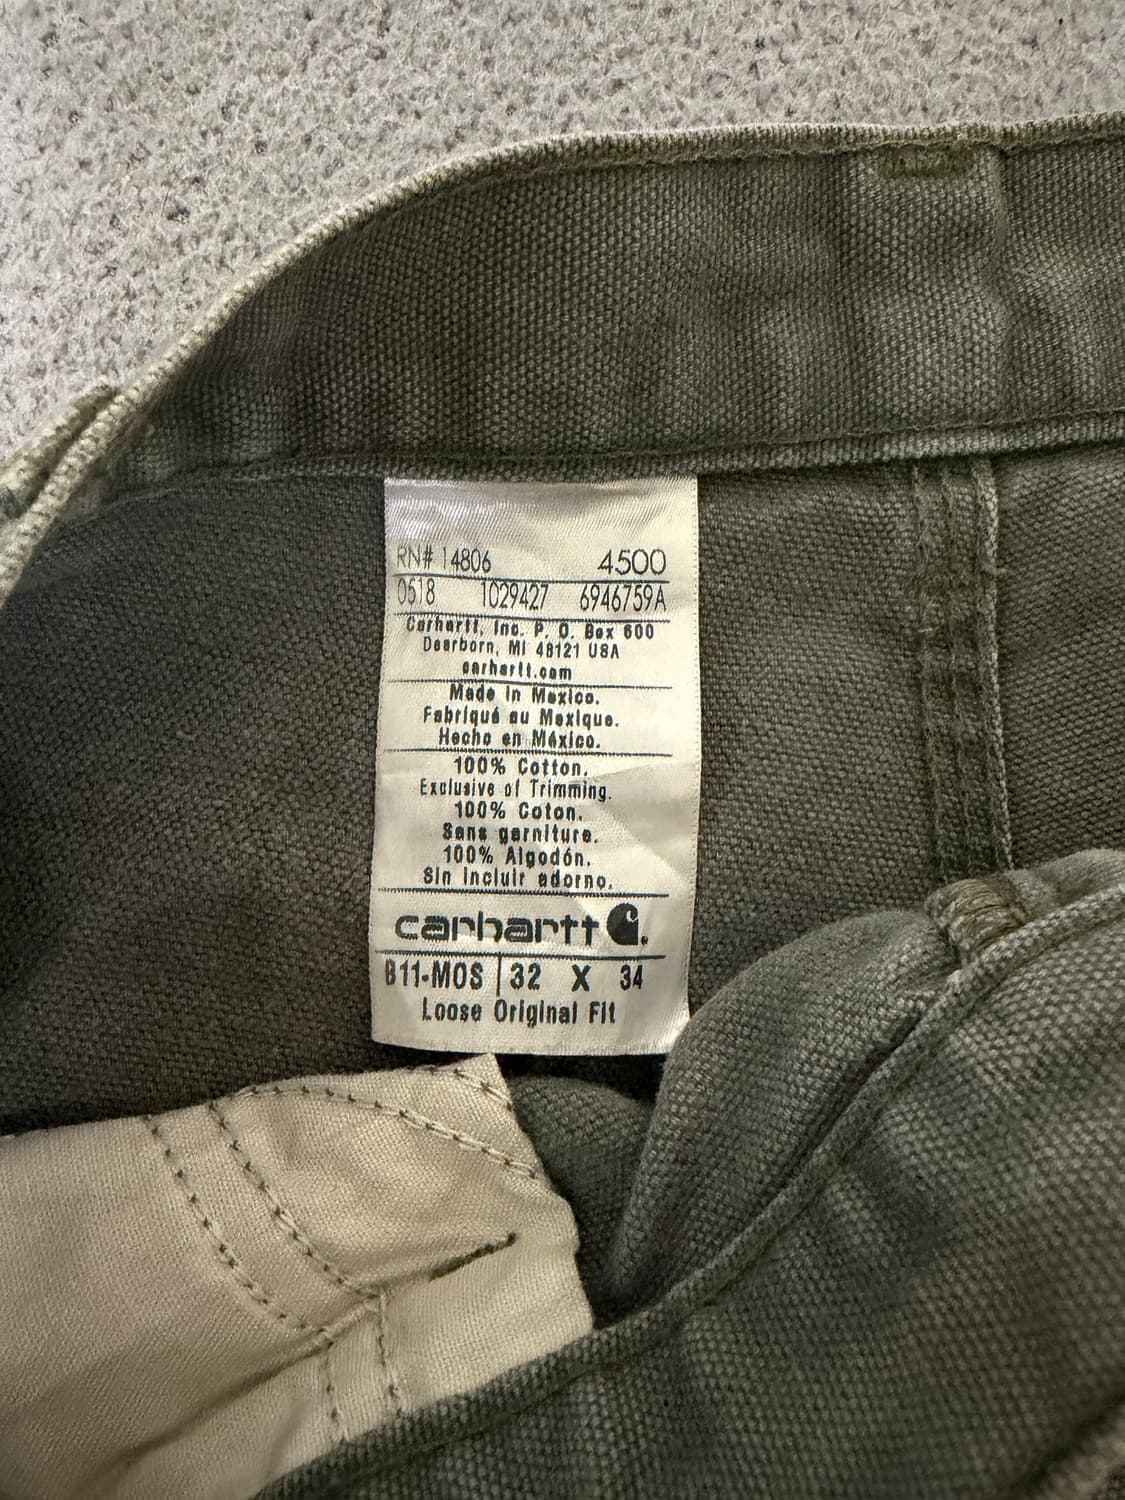 RN# 14806 4500
0518 1029427 6946759A
Carhartt, Inc. P. O. Box 600
Dearborn, MI 48121 USA
carhartt.com
Made in Mexico.
Fabriqué au Mexique.
Hecho en México.
100% Cotton.
Exclusive of Trimming.
100% Coton.
Sans garniture.
100% Algodón.
Sin incluir adorno.
carhartt
B11-MOS 32 X 34
Loose Original Fit